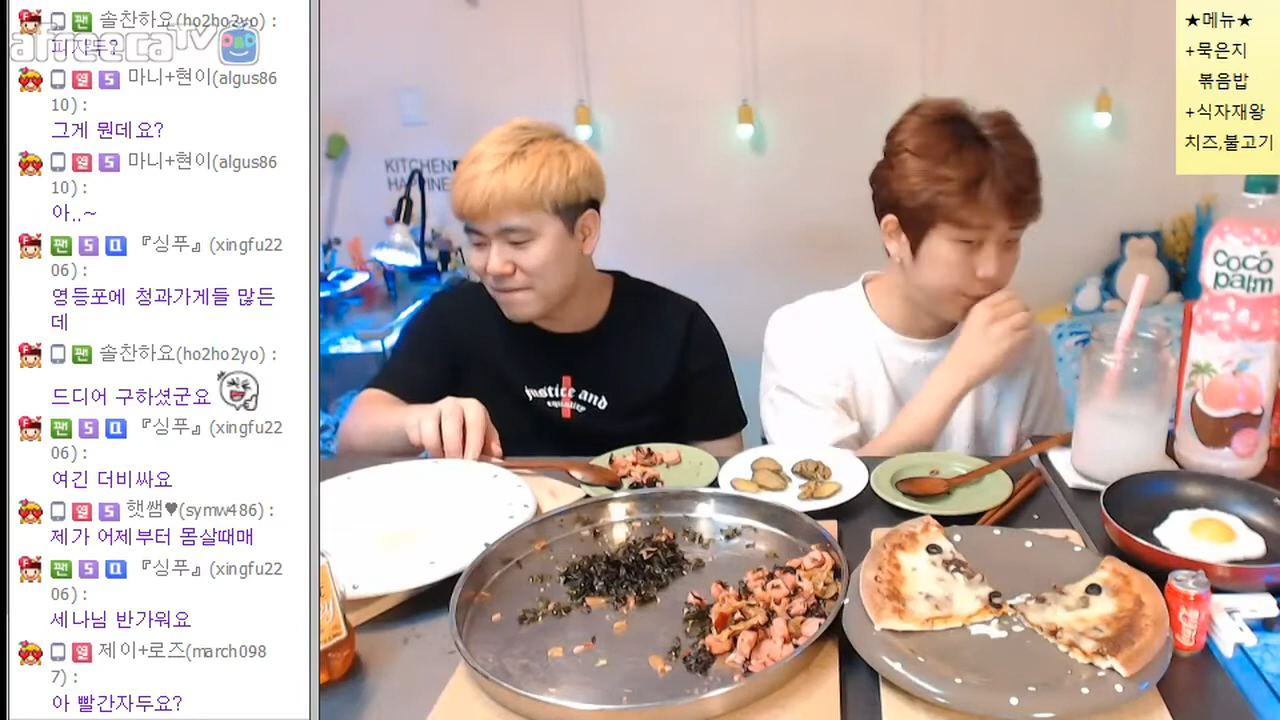 솔찬하요(ho2ho2yo) :
피자두?
afreecaTV
마니+현이(algus86
10) :
그게 뭔데요?
마니+현이(algus86
10) :
아..~
『싱푸』(xingfu22
06) :
영등포에 청과가게들 많든
데
솔찬하요(ho2ho2yo) :
드디어 구하셨군요
『싱푸』(xingfu22
06) :
여긴 더비싸요
햇쌤♥(symw486) :
제가 어제부터 몸살때매
『싱푸』(xingfu22
06) :
세나님 반가워요
제이+로즈(march098
7) :
아 빨간자두요?
KITCHEN
HAPPINE
justice and
equality
★메뉴★
+묵은지
볶음밥
+식자재왕
치즈,불고기
CoCo
palm